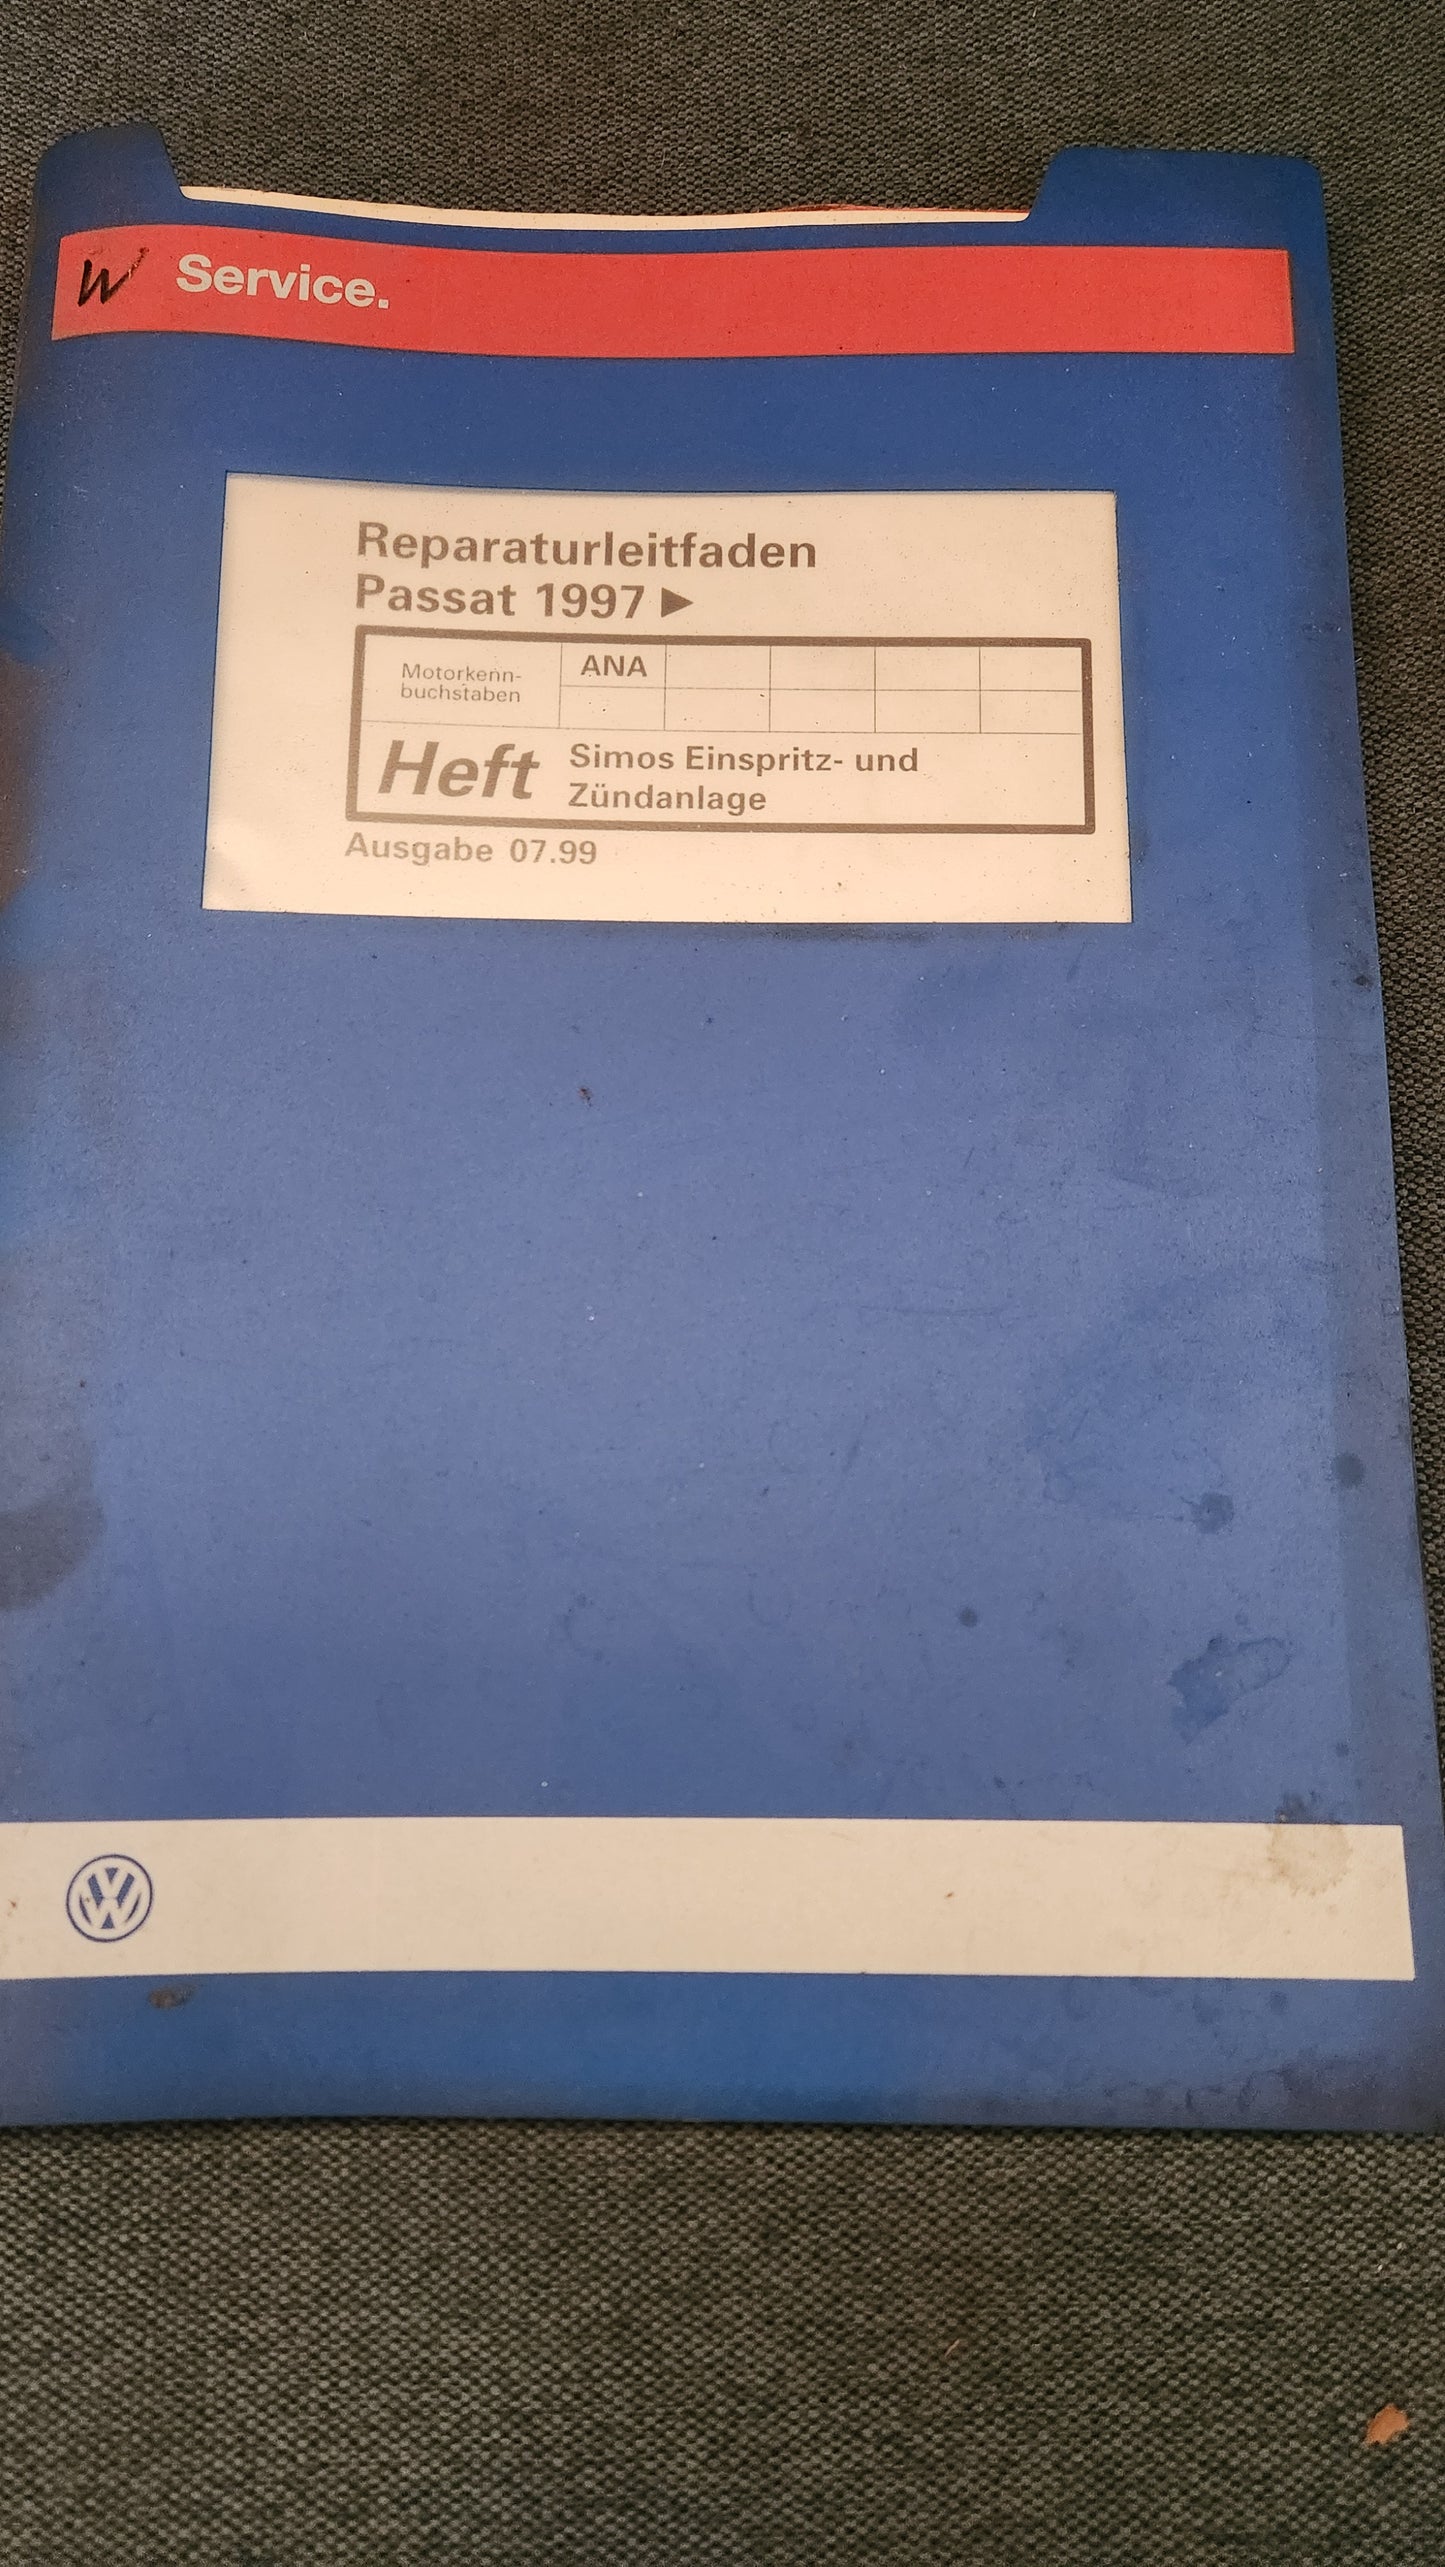 W Service.
Reparaturleitfaden
Passat 1997 ▶
Motorkenn-
buchstaben
ANA
Heft Simos Einspritz- und
Zündanlage
Ausgabe 07.99